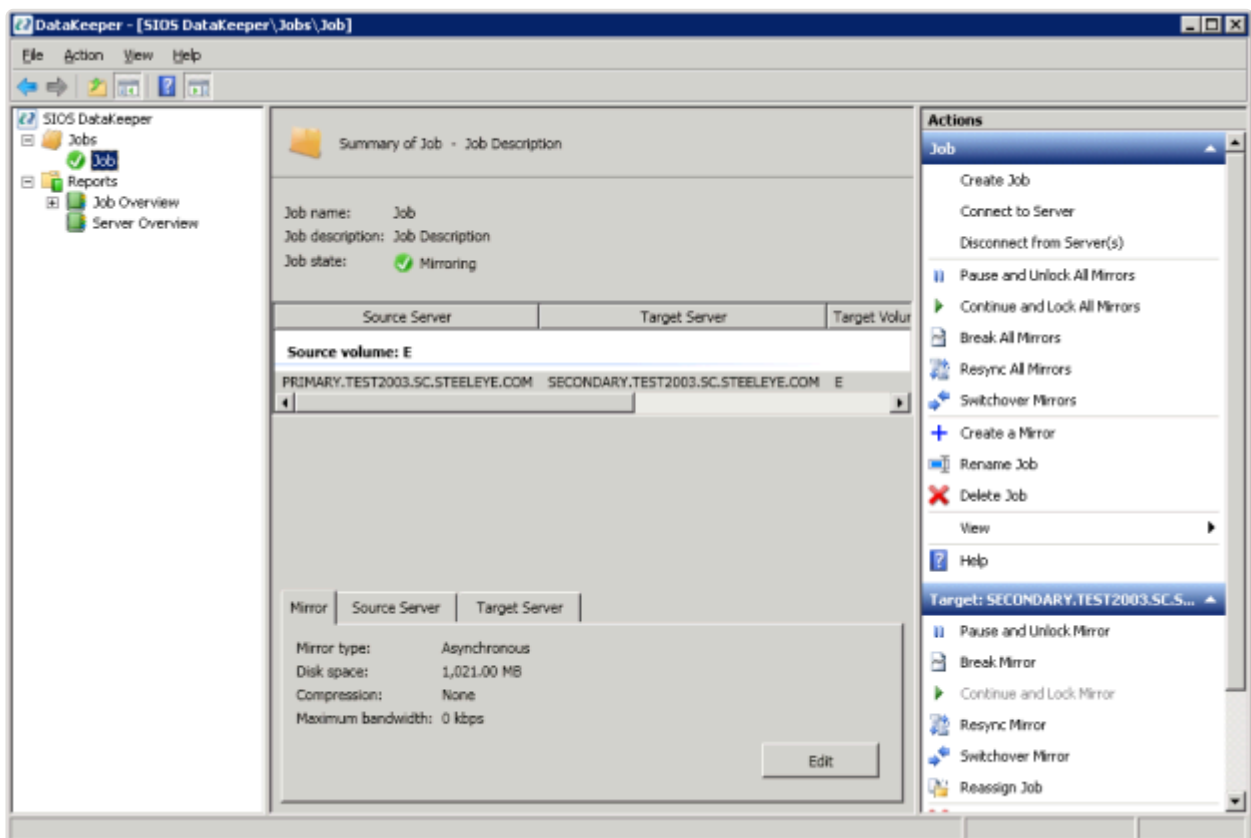 DataKeeper - [SIOS DataKeeper\Jobs\Job]
File Action View Help
SIOS DataKeeper
Jobs
Job
Reports
Job Overview
Server Overview
Summary of Job - Job Description
Job name: Job
Job description: Job Description
Job state: Mirroring
Source Server Target Server Target Volur
Source volume: E
PRIMARY.TEST2003.SC.STEELEYE.COM SECONDARY.TEST2003.SC.STEELEYE.COM E
Mirror Source Server Target Server
Mirror type: Asynchronous
Disk space: 1,021.00 MB
Compression: None
Maximum bandwidth: 0 kbps
Edit
Actions
Job
Create Job
Connect to Server
Disconnect from Server(s)
Pause and Unlock All Mirrors
Continue and Lock All Mirrors
Break All Mirrors
Resync All Mirrors
Switchover Mirrors
Create a Mirror
Rename Job
Delete Job
View
Help
Target: SECONDARY.TEST2003.SC.S...
Pause and Unlock Mirror
Break Mirror
Continue and Lock Mirror
Resync Mirror
Switchover Mirror
Reassign Job